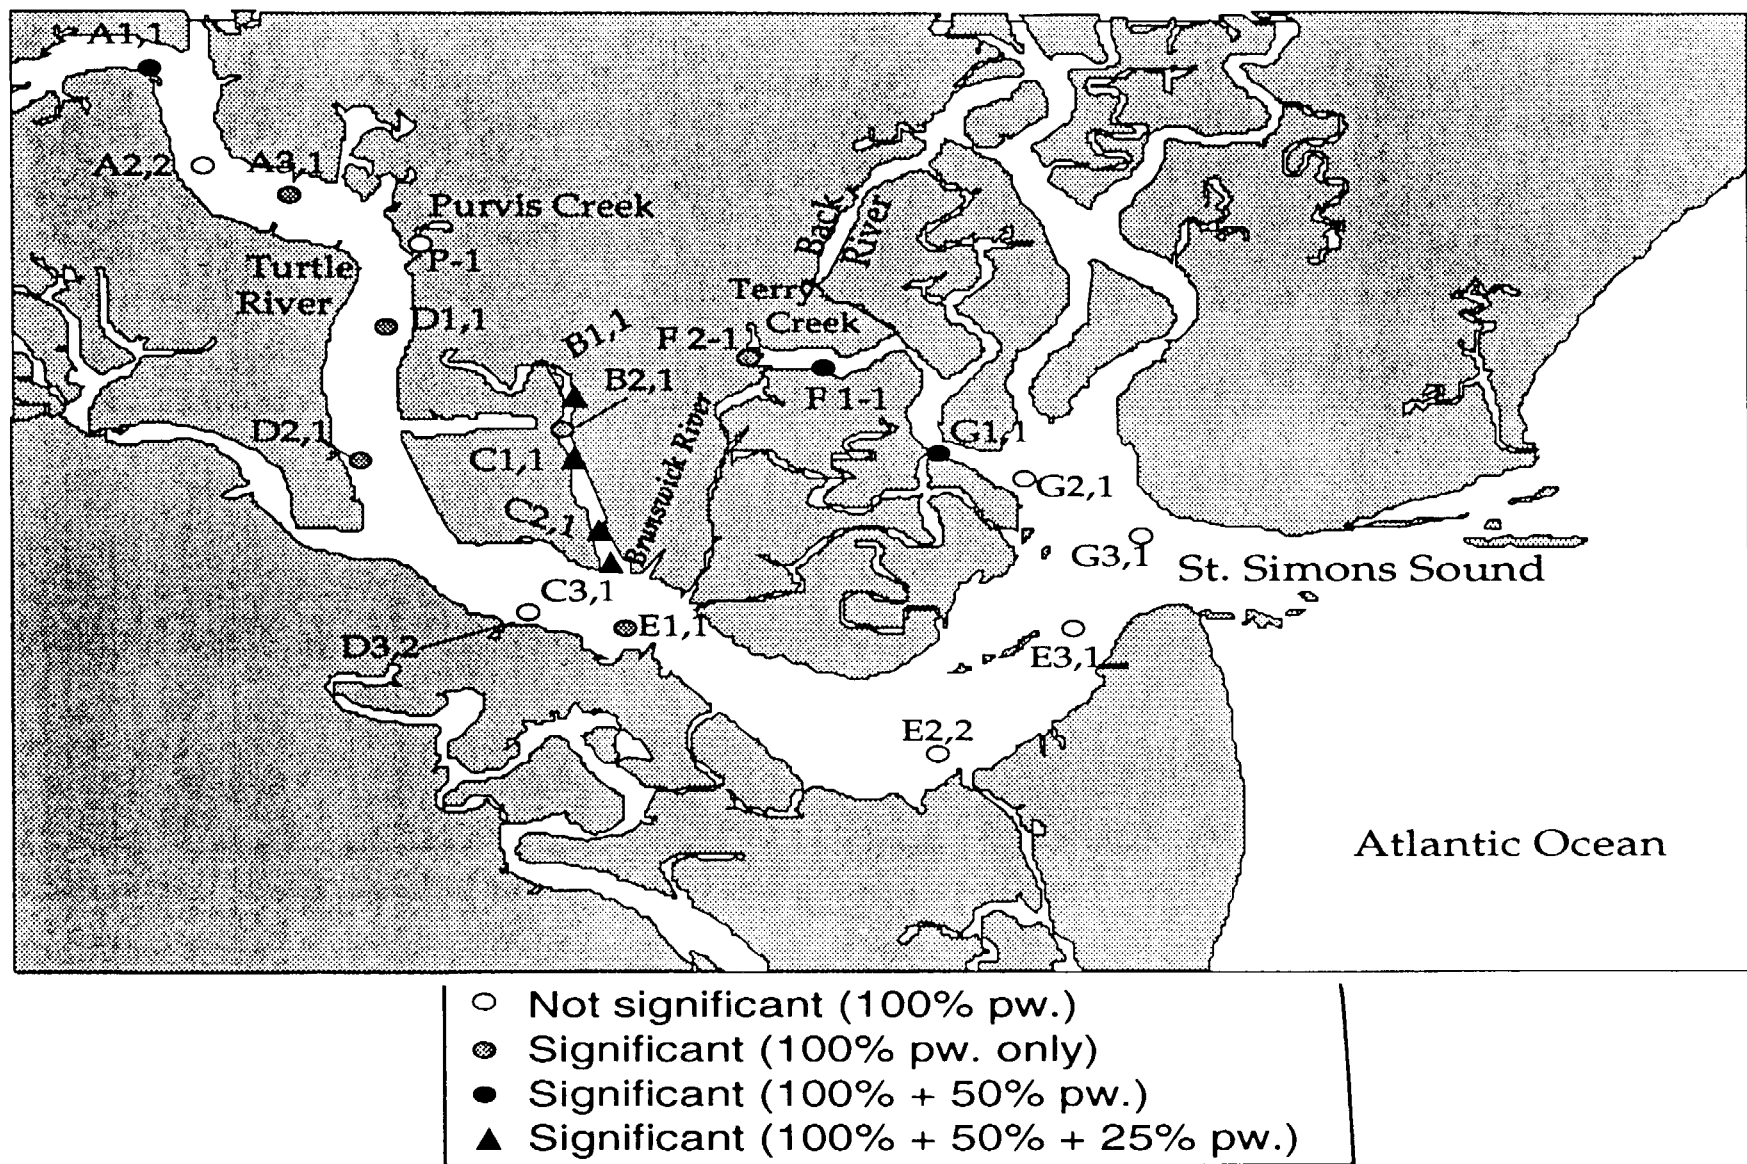 A1,1
A2,2
A3,1
Purvis Creek
P-1
Turtle
River
D1,1
Back
River
Terry
Creek
B1,1
F 2-1
B2,1
F 1-1
D2,1
C1,1
G1,1
G2,1
C2,1
Brunswick River
G3,1
St. Simons Sound
C3,1
E1,1
D3,2
E3,1
E2,2
Atlantic Ocean
Not significant (100% pw.)
Significant (100% pw. only)
Significant (100% + 50% pw.)
Significant (100% + 50% + 25% pw.)